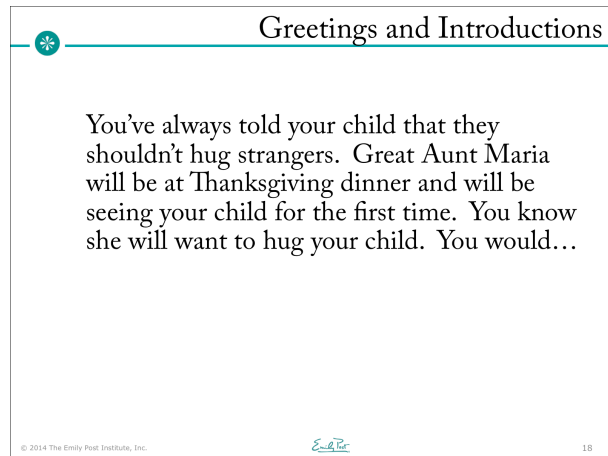 Greetings and Introductions
You've always told your child that they
shouldn't hug strangers.  Great Aunt Maria
will be at Thanksgiving dinner and will be
seeing your child for the first time.  You know
she will want to hug your child.  You would…
© 2014 The Emily Post Institute, Inc.
Emily Post
18